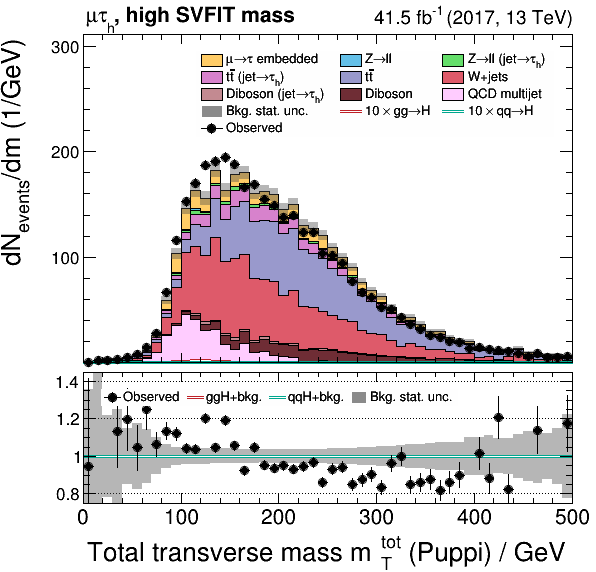 μτh, high SVFIT mass 41.5 fb⁻¹ (2017, 13 TeV)
dN_events/dm (1/GeV)
300
200
100
μ→τ embedded Z→ll Z→ll (jet→τh)
tt̄ (jet→τh) tt̄ W+jets
Diboson (jet→τh) Diboson QCD multijet
Bkg. stat. unc. 10 × gg→H 10 × qq→H
Observed
1.4
1.2
1
0.8
Observed ggH+bkg. qqH+bkg. Bkg. stat. unc.
0 100 200 300 400 500
Total transverse mass m_T^tot (Puppi) / GeV